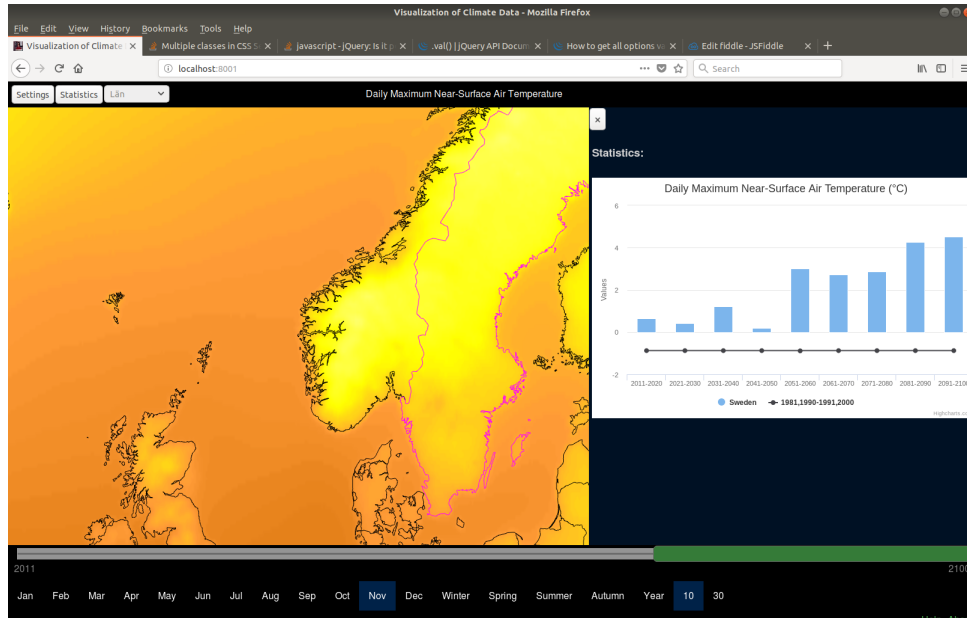 Visualization of Climate Data - Mozilla Firefox
File Edit View History Bookmarks Tools Help
Visualization of Climate Multiple classes in CSS S javascript - jQuery: Is it p .val() | jQuery API Docum How to get all options va Edit fiddle - JSFiddle
localhost:8001 Search
Settings Statistics Län Daily Maximum Near-Surface Air Temperature
×
Statistics:
Daily Maximum Near-Surface Air Temperature (°C)
6
4
Values
2
0
-2
2011-2020 2021-2030 2031-2040 2041-2050 2051-2060 2061-2070 2071-2080 2081-2090 2091-2100
Sweden 1981,1990-1991,2000
Highcharts.co
2011 2100
Jan Feb Mar Apr May Jun Jul Aug Sep Oct Nov Dec Winter Spring Summer Autumn Year 10 30